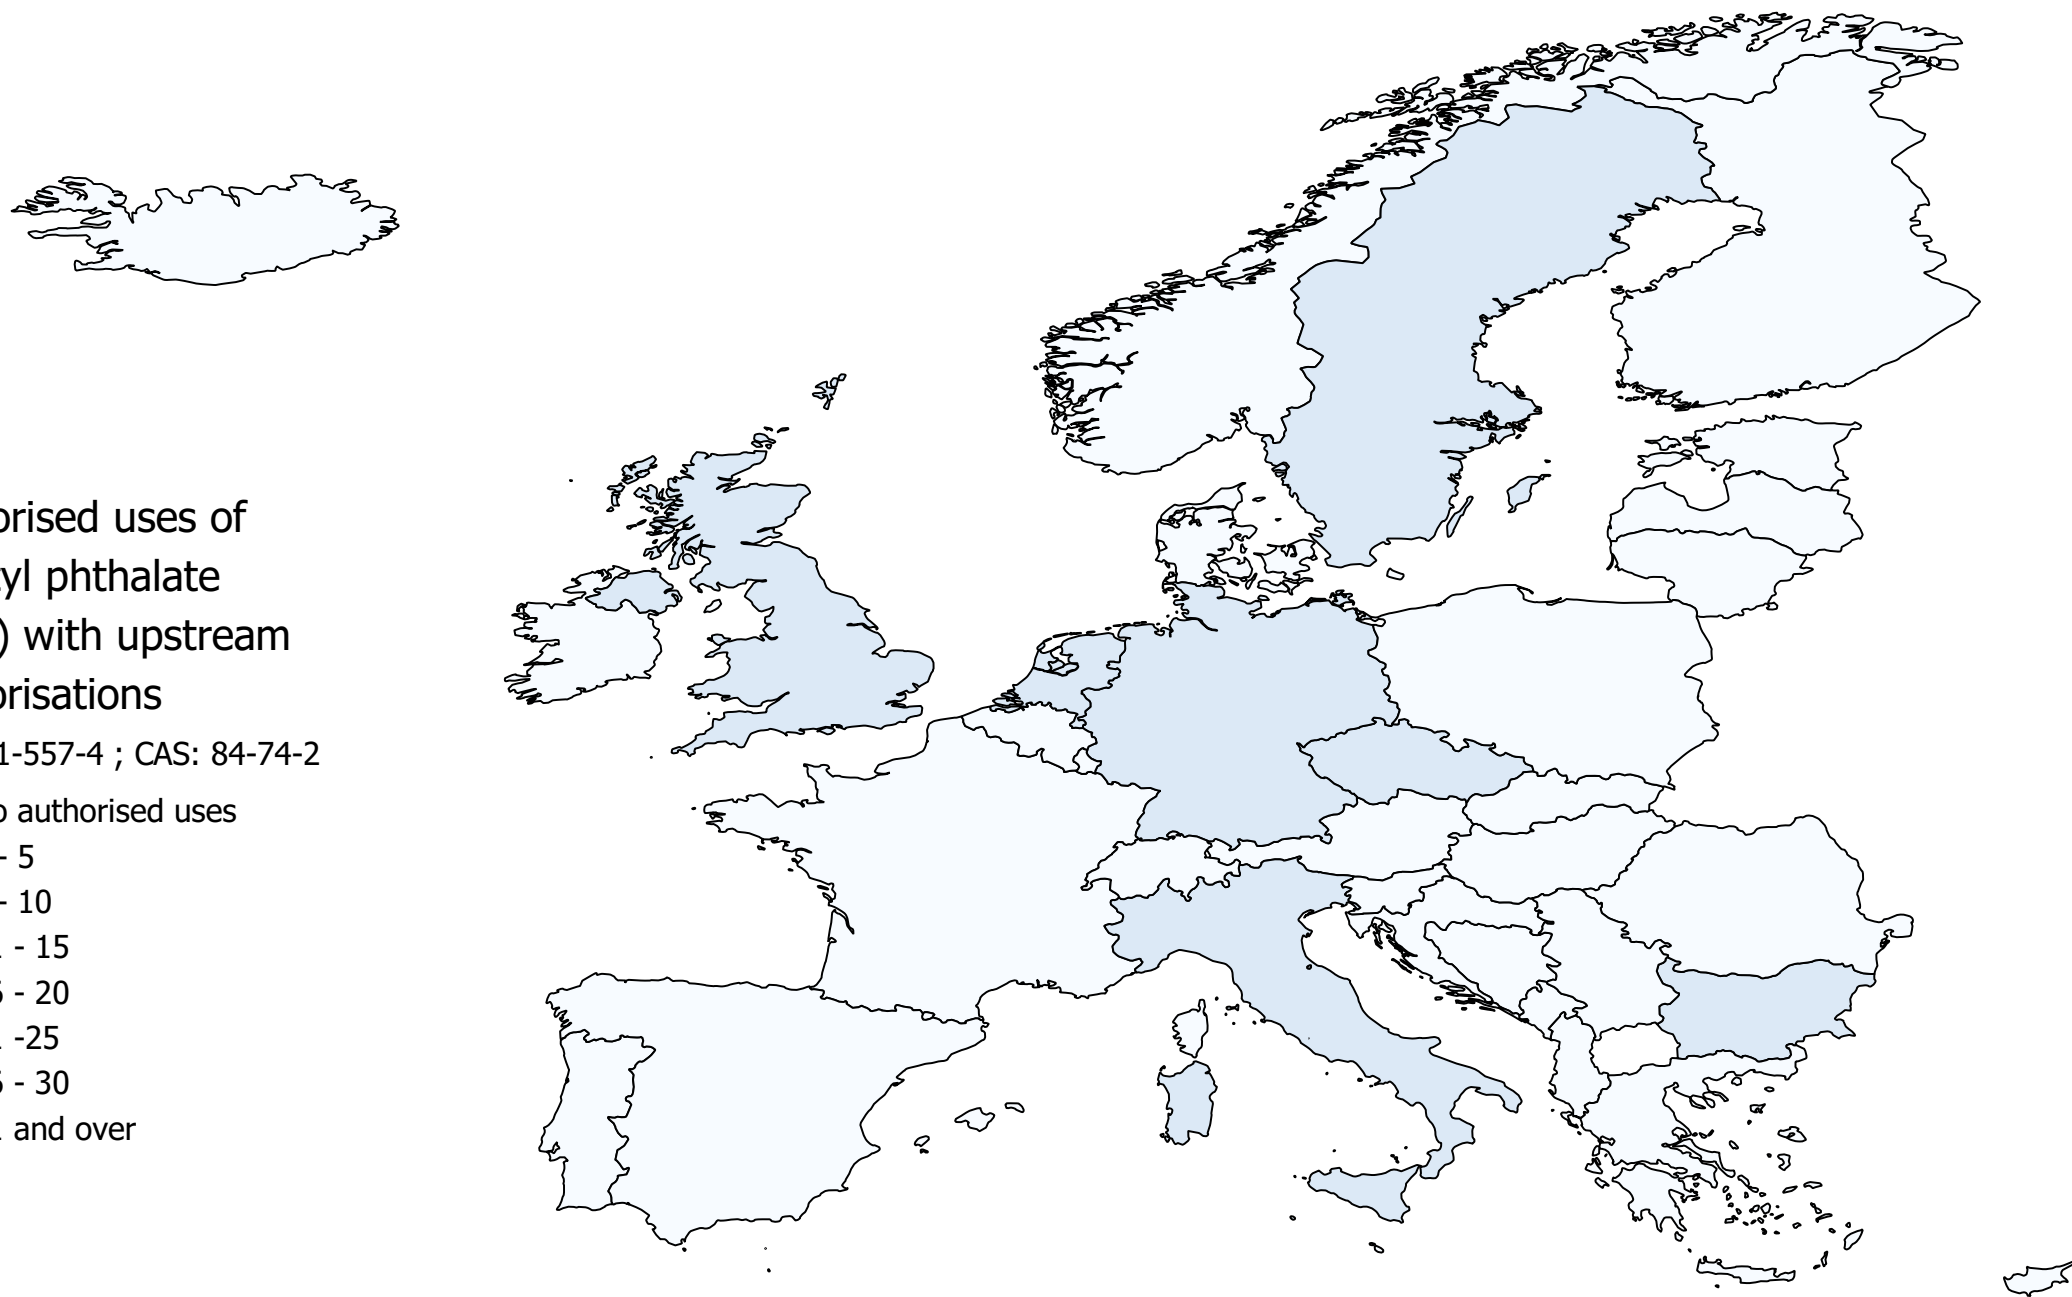 orised uses of
tyl phthalate
) with upstream
orisations
1-557-4 ; CAS: 84-74-2
o authorised uses
- 5
- 10
- 15
- 20
-25
- 30
and over